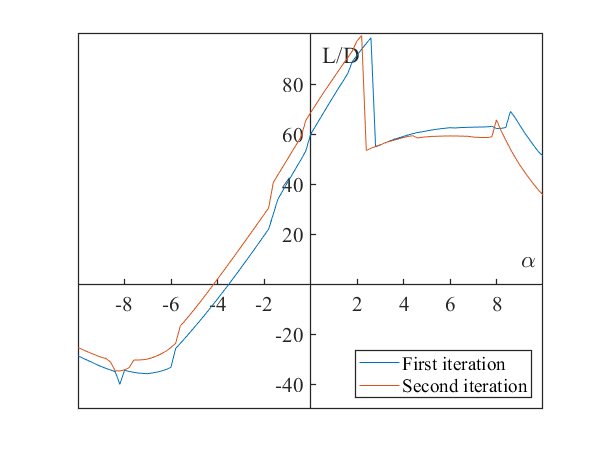 L/D
80
60
40
20
α
-8 -6 -4 -2 2 4 6 8
-20
-40
First iteration
Second iteration